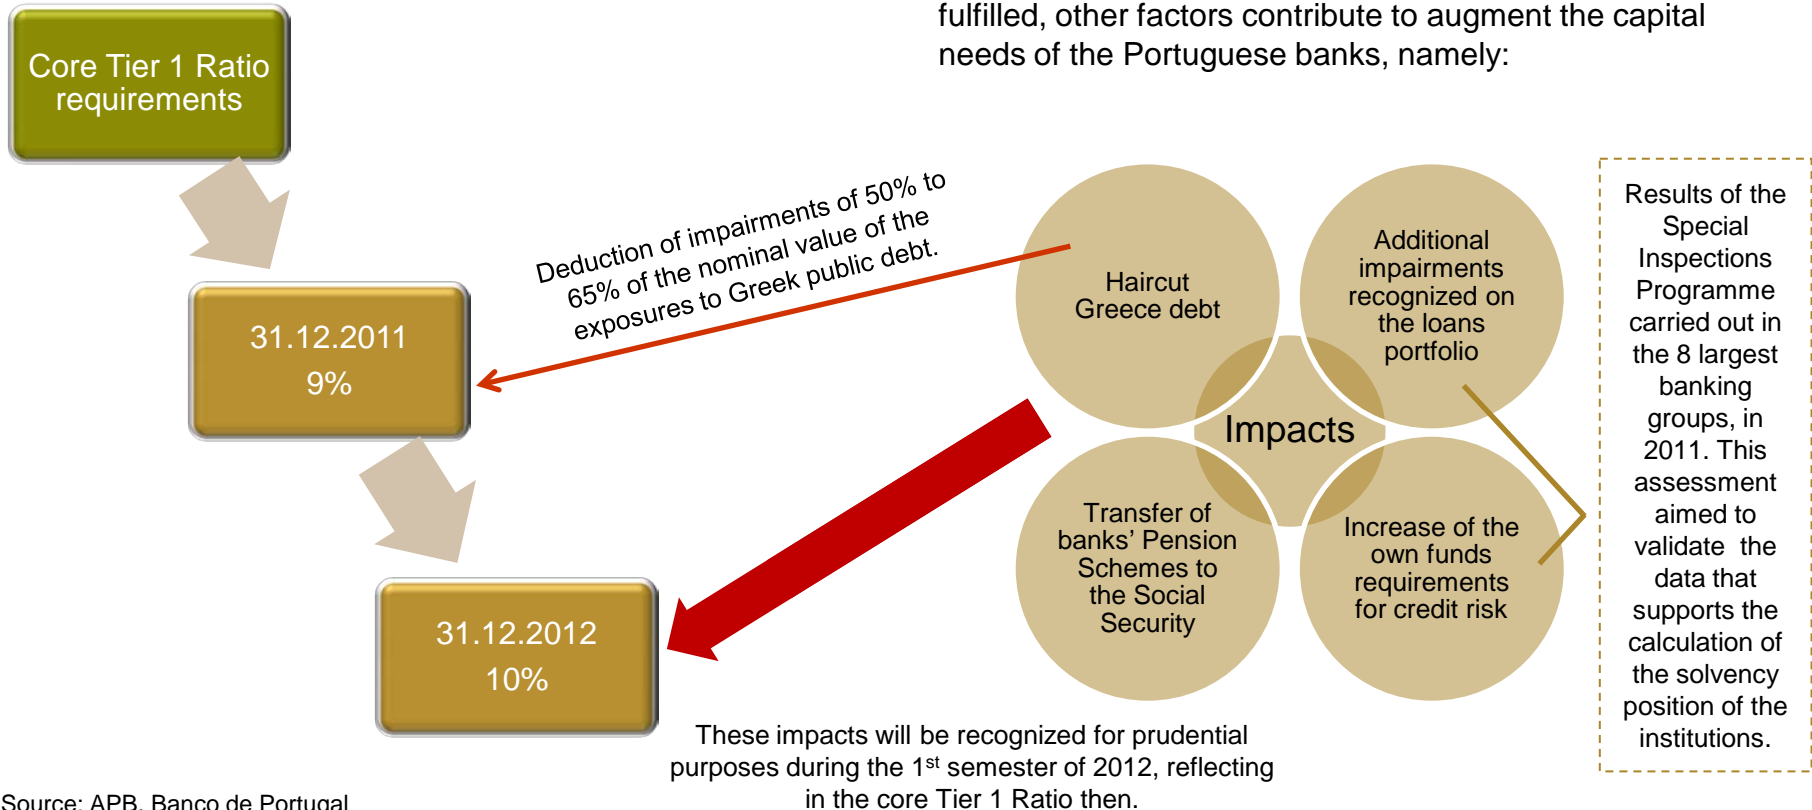 fulfilled, other factors contribute to augment the capital
needs of the Portuguese banks, namely:
Core Tier 1 Ratio
requirements
31.12.2011
9%
31.12.2012
10%
Deduction of impairments of 50% to
65% of the nominal value of the
exposures to Greek public debt.
Haircut
Greece debt
Additional
impairments
recognized on
the loans
portfolio
Impacts
Transfer of
banks’ Pension
Schemes to
the Social
Security
Increase of the
own funds
requirements
for credit risk
Results of the
Special
Inspections
Programme
carried out in
the 8 largest
banking
groups, in
2011. This
assessment
aimed to
validate the
data that
supports the
calculation of
the solvency
position of the
institutions.
These impacts will be recognized for prudential
purposes during the 1st semester of 2012, reflecting
in the core Tier 1 Ratio then.
Source: APB, Banco de Portugal